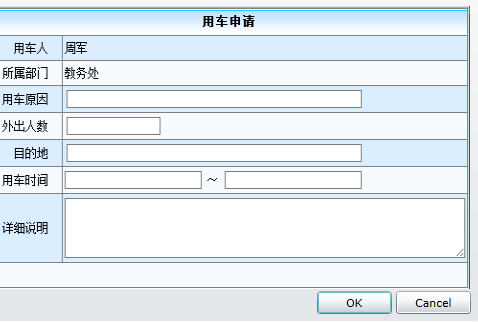 用车申请
用车人 周军
所属部门 教务处
用车原因
外出人数
目的地
用车时间 ~
详细说明
OK Cancel